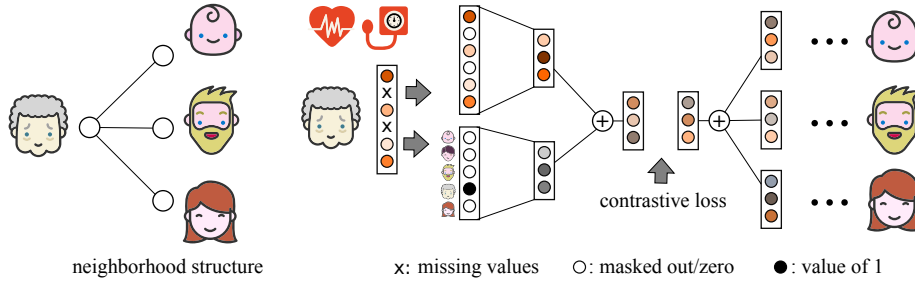 x
x
+
+
contrastive loss
neighborhood structure
x: missing values
: masked out/zero
: value of 1